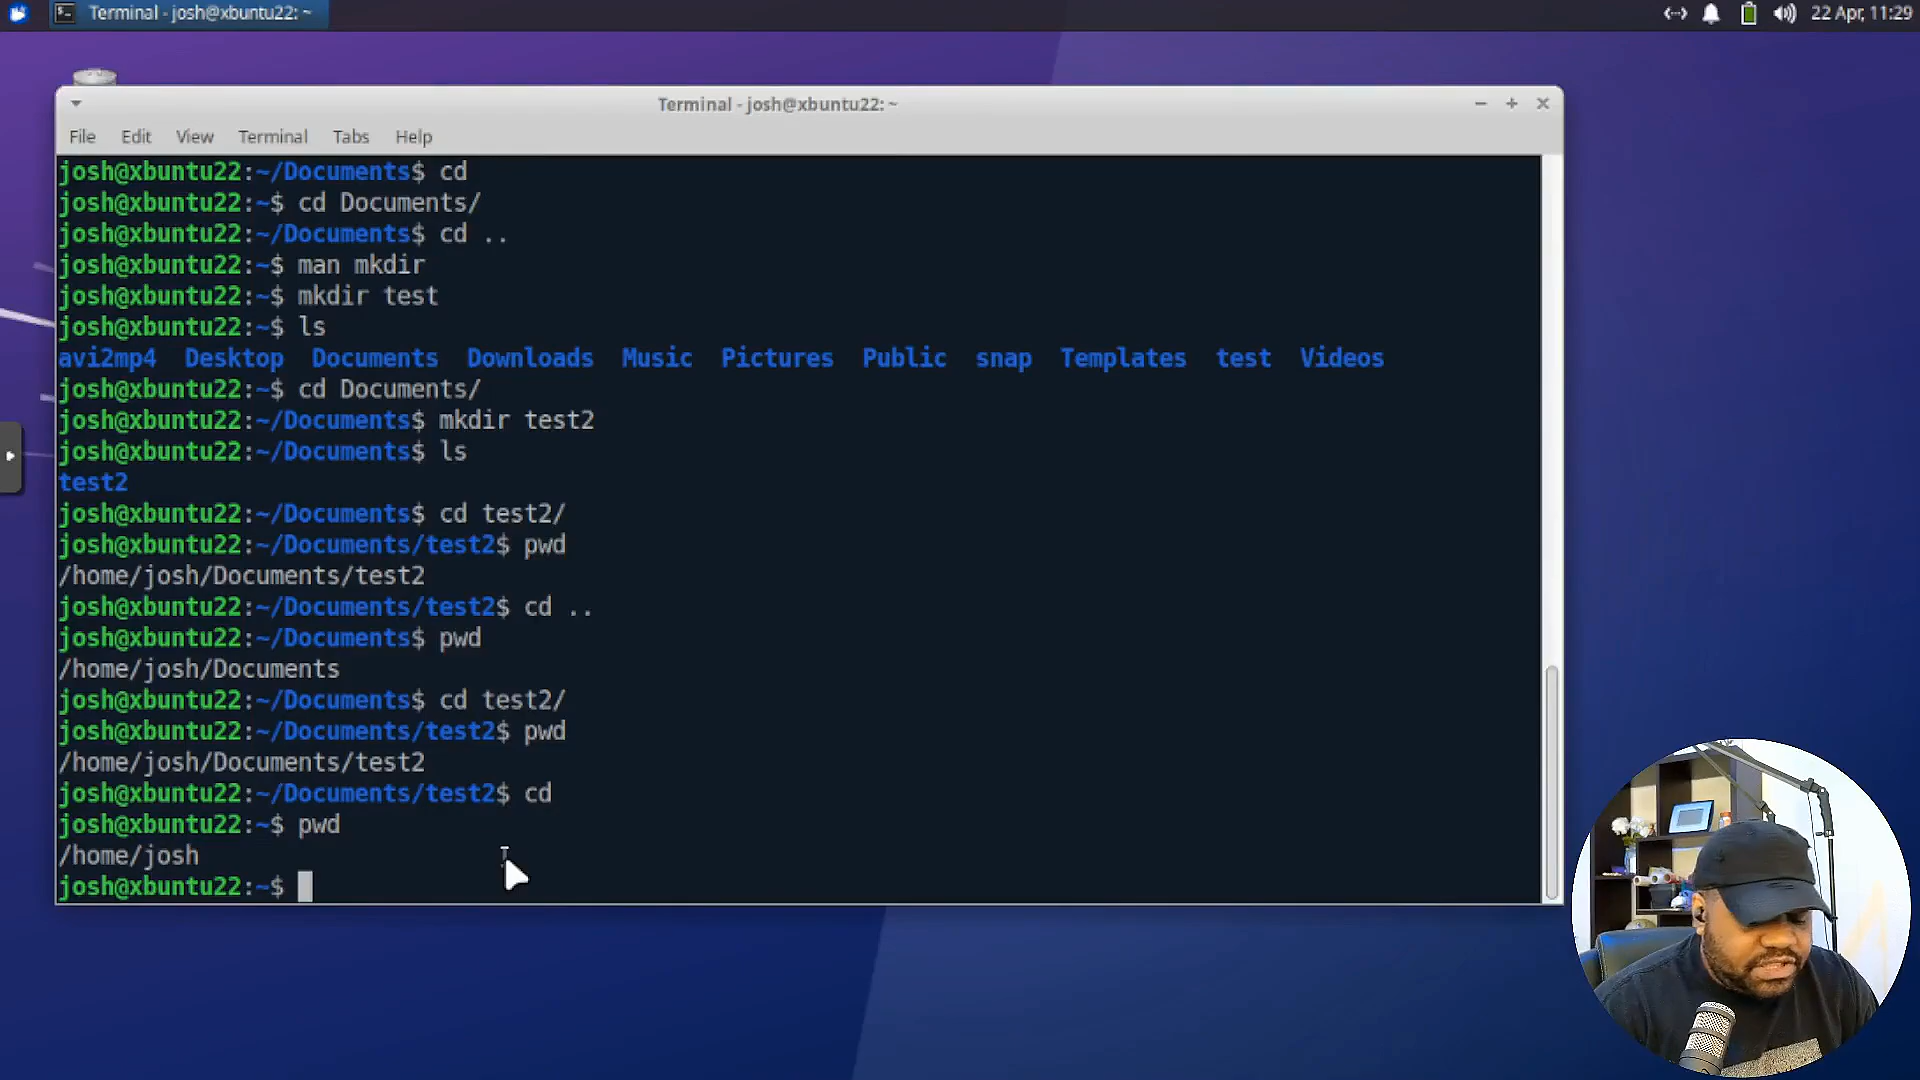 Terminal - josh@xbuntu22: ~
22 Apr, 11:29
Terminal - josh@xbuntu22: ~
File Edit View Terminal Tabs Help
josh@xbuntu22:~/Documents$ cd
josh@xbuntu22:~$ cd Documents/
josh@xbuntu22:~/Documents$ cd ..
josh@xbuntu22:~$ man mkdir
josh@xbuntu22:~$ mkdir test
josh@xbuntu22:~$ ls
avi2mp4 Desktop Documents Downloads Music Pictures Public snap Templates test Videos
josh@xbuntu22:~$ cd Documents/
josh@xbuntu22:~/Documents$ mkdir test2
josh@xbuntu22:~/Documents$ ls
test2
josh@xbuntu22:~/Documents$ cd test2/
josh@xbuntu22:~/Documents/test2$ pwd
/home/josh/Documents/test2
josh@xbuntu22:~/Documents/test2$ cd ..
josh@xbuntu22:~/Documents$ pwd
/home/josh/Documents
josh@xbuntu22:~/Documents$ cd test2/
josh@xbuntu22:~/Documents/test2$ pwd
/home/josh/Documents/test2
josh@xbuntu22:~/Documents/test2$ cd
josh@xbuntu22:~$ pwd
/home/josh
josh@xbuntu22:~$